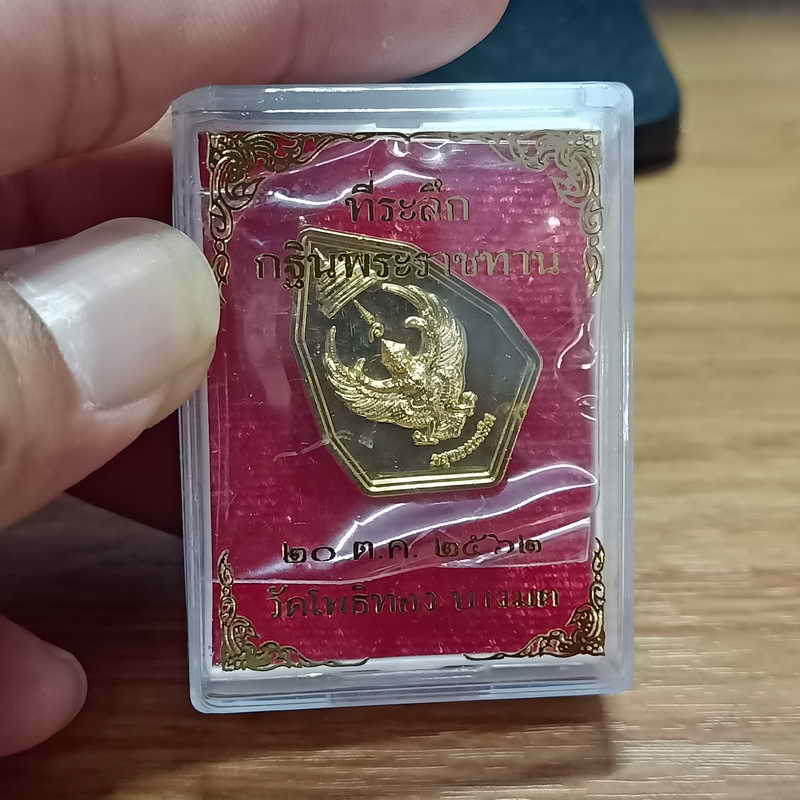 ที่ระลึก
กฐินพระราชทาน
๒๐ ต.ค. ๒๕๖๒
วัดโพธิทอง บางมด